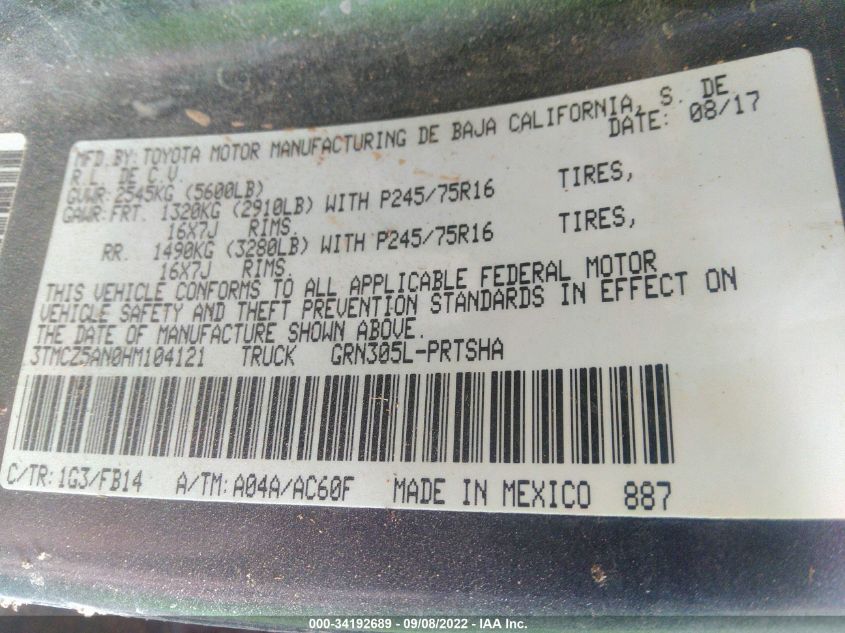 MFD. BY: TOYOTA MOTOR MANUFACTURING DE BAJA CALIFORNIA, S. DE
R.L. DE C.V. DATE: 08/17
GVWR: 2545KG (5600LB)
GAWR: FRT. 1320KG (2910LB) WITH P245/75R16 TIRES,
16X7J RIMS.
RR. 1490KG (3280LB) WITH P245/75R16 TIRES,
16X7J RIMS.
THIS VEHICLE CONFORMS TO ALL APPLICABLE FEDERAL MOTOR
VEHICLE SAFETY AND THEFT PREVENTION STANDARDS IN EFFECT ON
THE DATE OF MANUFACTURE SHOWN ABOVE.
3TMCZ5AN0HM104121 TRUCK GRN305L-PRTSHA
C/TR: 1G3/FB14 A/TM: A04A/AC60F MADE IN MEXICO 887
000-34192689 - 09/08/2022 - IAA Inc.